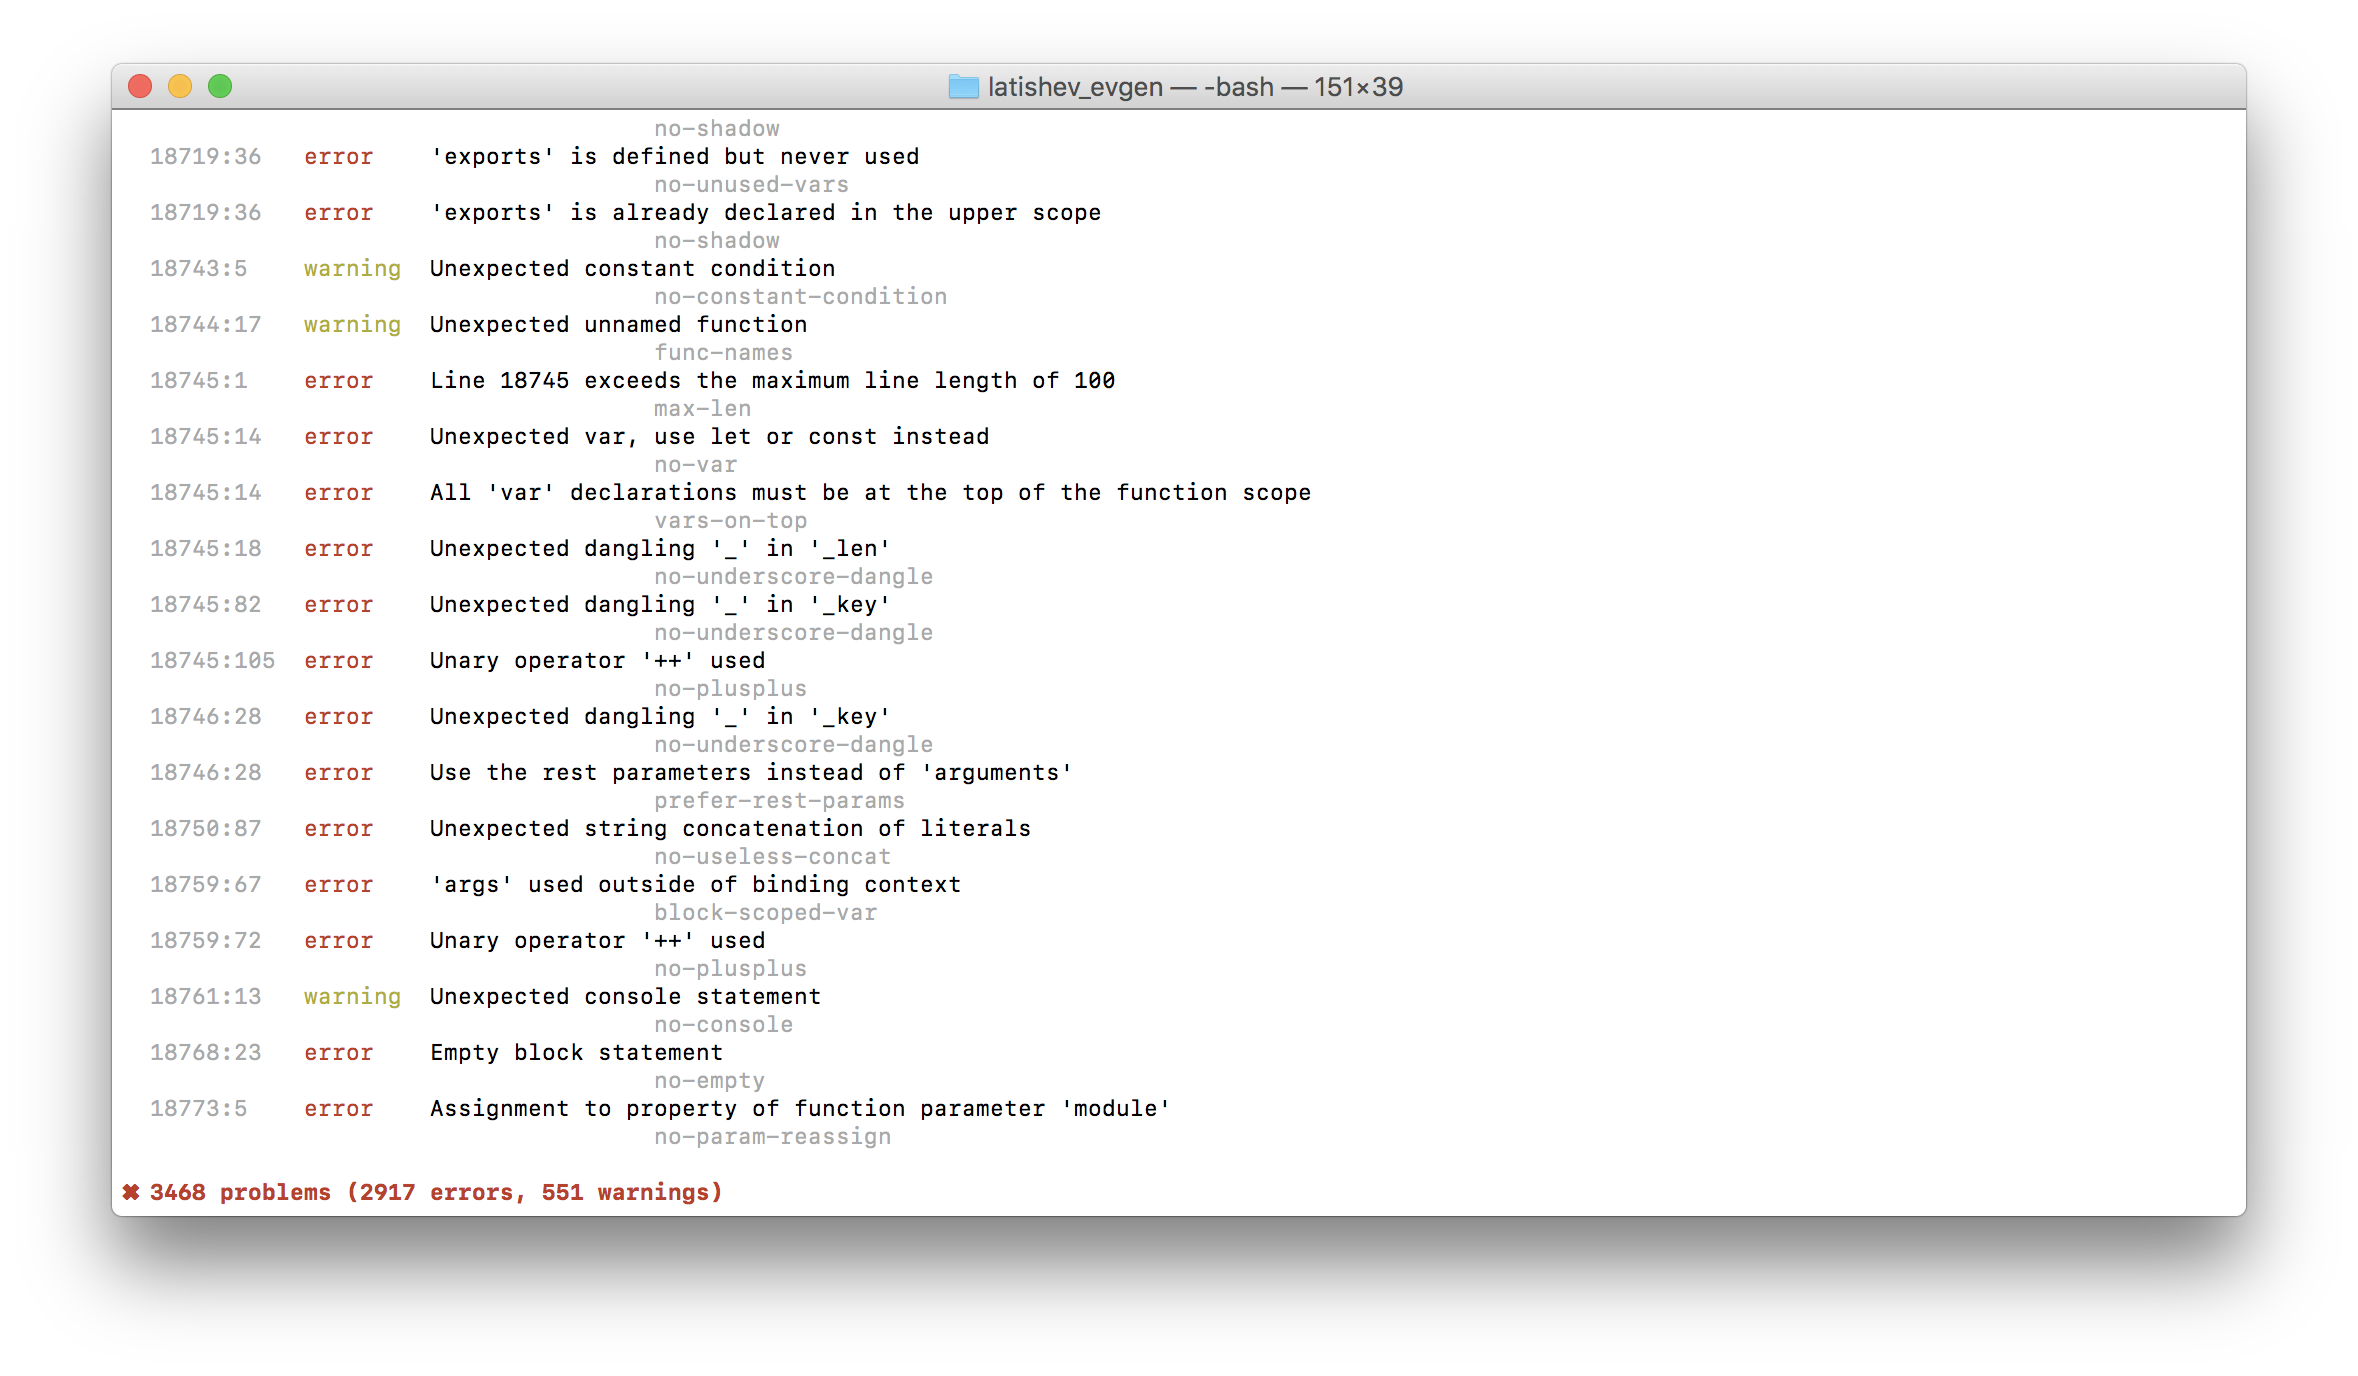 latishev_evgen — -bash — 151×39
no-shadow
18719:36 error 'exports' is defined but never used
no-unused-vars
18719:36 error 'exports' is already declared in the upper scope
no-shadow
18743:5 warning Unexpected constant condition
no-constant-condition
18744:17 warning Unexpected unnamed function
func-names
18745:1 error Line 18745 exceeds the maximum line length of 100
max-len
18745:14 error Unexpected var, use let or const instead
no-var
18745:14 error All 'var' declarations must be at the top of the function scope
vars-on-top
18745:18 error Unexpected dangling '_' in '_len'
no-underscore-dangle
18745:82 error Unexpected dangling '_' in '_key'
no-underscore-dangle
18745:105 error Unary operator '++' used
no-plusplus
18746:28 error Unexpected dangling '_' in '_key'
no-underscore-dangle
18746:28 error Use the rest parameters instead of 'arguments'
prefer-rest-params
18750:87 error Unexpected string concatenation of literals
no-useless-concat
18759:67 error 'args' used outside of binding context
block-scoped-var
18759:72 error Unary operator '++' used
no-plusplus
18761:13 warning Unexpected console statement
no-console
18768:23 error Empty block statement
no-empty
18773:5 error Assignment to property of function parameter 'module'
no-param-reassign
✖ 3468 problems (2917 errors, 551 warnings)